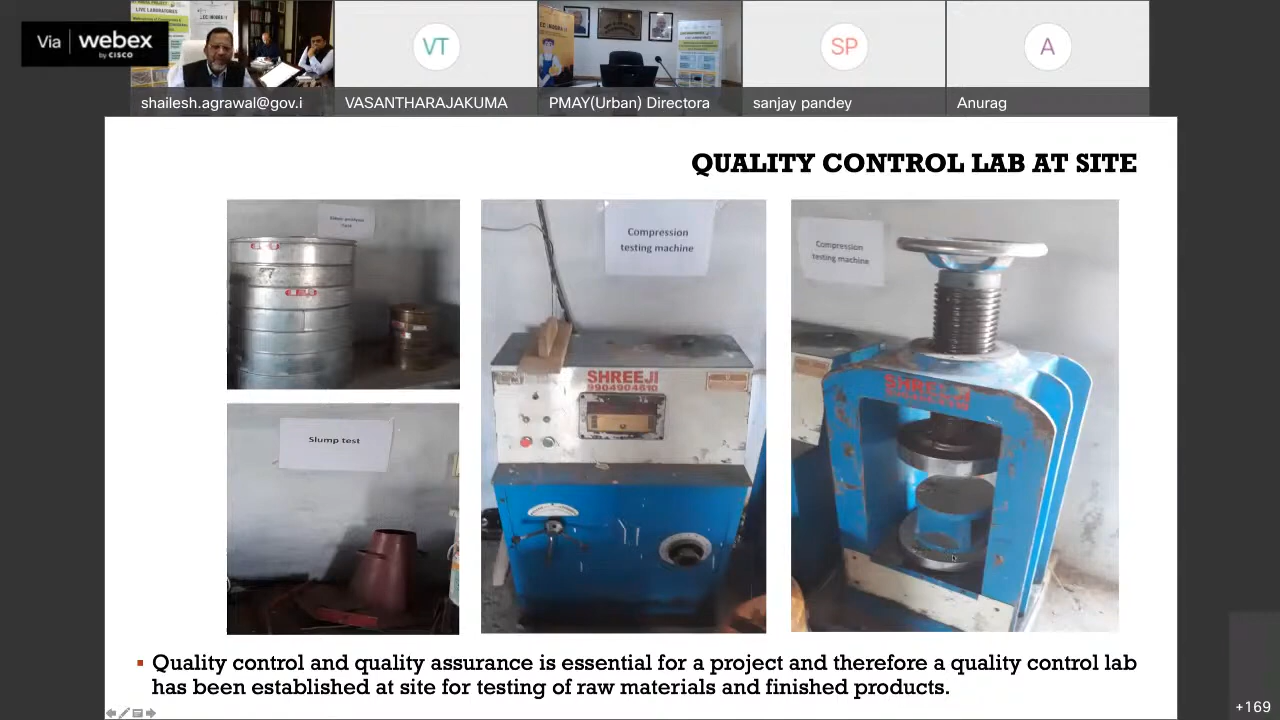 Via webex
by CISCO
VT
SP
A
shailesh.agrawal@gov.i
VASANTHARAJAKUMA
PMAY(Urban) Directora
sanjay pandey
Anurag
QUALITY CONTROL LAB AT SITE
Test
Slump test
Compression
testing machine
SHREEJI
9904904610
Compression
testing machine
SHREEJI
▪ Quality control and quality assurance is essential for a project and therefore a quality control lab
has been established at site for testing of raw materials and finished products.
+169